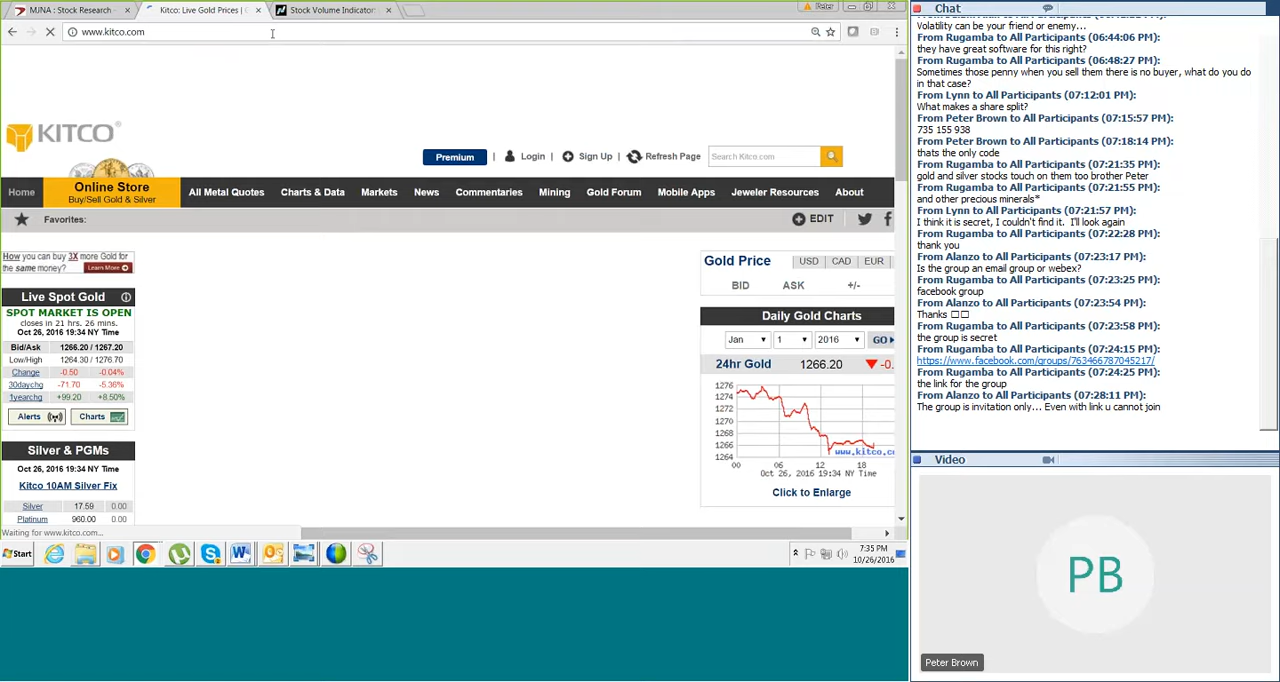 MJNA : Stock Research
Kitco: Live Gold Prices |
Stock Volume Indicator
Peter
www.kitco.com
KITCO
Premium | Login | Sign Up | Refresh Page Search Kitco.com
Home Online Store All Metal Quotes Charts & Data Markets News Commentaries Mining Gold Forum Mobile Apps Jeweler Resources About
Buy/Sell Gold & Silver
Favorites: EDIT
How you can buy 3X more Gold for
the same money? Learn More
Live Spot Gold
SPOT MARKET IS OPEN
closes in 21 hrs. 26 mins.
Oct 26, 2016 19:34 NY Time
Bid/Ask 1266.20 / 1267.20
Low/High 1264.30 / 1276.70
Change -0.50 -0.04%
30daychg -71.70 -5.36%
1yearchg +99.20 +8.50%
Alerts Charts
Silver & PGMs
Oct 26, 2016 19:34 NY Time
Kitco 10AM Silver Fix
Silver 17.59 0.00
Platinum 960.00 0.00
Waiting for www.kitco.com...
Gold Price USD CAD EUR
BID ASK +/-
Daily Gold Charts
Jan 1 2016 GO
24hr Gold 1266.20 -0.
1276
1274
1272
1270
1268
1266
1264
www.kitco.c
00 06 12 18
Oct 26, 2016 19:34 NY Time
Click to Enlarge
Start
7:35 PM
10/26/2016
Chat
Volatility can be your friend or enemy...
From Rugamba to All Participants (06:44:06 PM):
they have great software for this right?
From Rugamba to All Participants (06:48:27 PM):
Sometimes those penny when you sell them there is no buyer, what do you do
in that case?
From Lynn to All Participants (07:12:01 PM):
What makes a share split?
From Peter Brown to All Participants (07:15:57 PM):
735 155 938
From Peter Brown to All Participants (07:18:14 PM):
thats the only code
From Rugamba to All Participants (07:21:35 PM):
gold and silver stocks touch on them too brother Peter
From Rugamba to All Participants (07:21:55 PM):
and other precious minerals*
From Lynn to All Participants (07:21:57 PM):
I think it is secret, I couldn't find it. I'll look again
From Rugamba to All Participants (07:22:28 PM):
thank you
From Alanzo to All Participants (07:23:17 PM):
Is the group an email group or webex?
From Rugamba to All Participants (07:23:25 PM):
facebook group
From Alanzo to All Participants (07:23:54 PM):
Thanks □□
From Rugamba to All Participants (07:23:58 PM):
the group is secret
From Rugamba to All Participants (07:24:15 PM):
https://www.facebook.com/groups/763466787045217/
From Rugamba to All Participants (07:24:25 PM):
the link for the group
From Alanzo to All Participants (07:28:11 PM):
The group is invitation only... Even with link u cannot join
Video
PB
Peter Brown